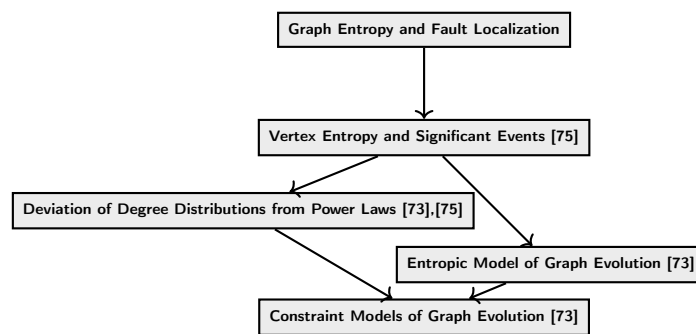 Graph Entropy and Fault Localization
Vertex Entropy and Significant Events [75]
Deviation of Degree Distributions from Power Laws [73],[75]
Entropic Model of Graph Evolution [73]
Constraint Models of Graph Evolution [73]